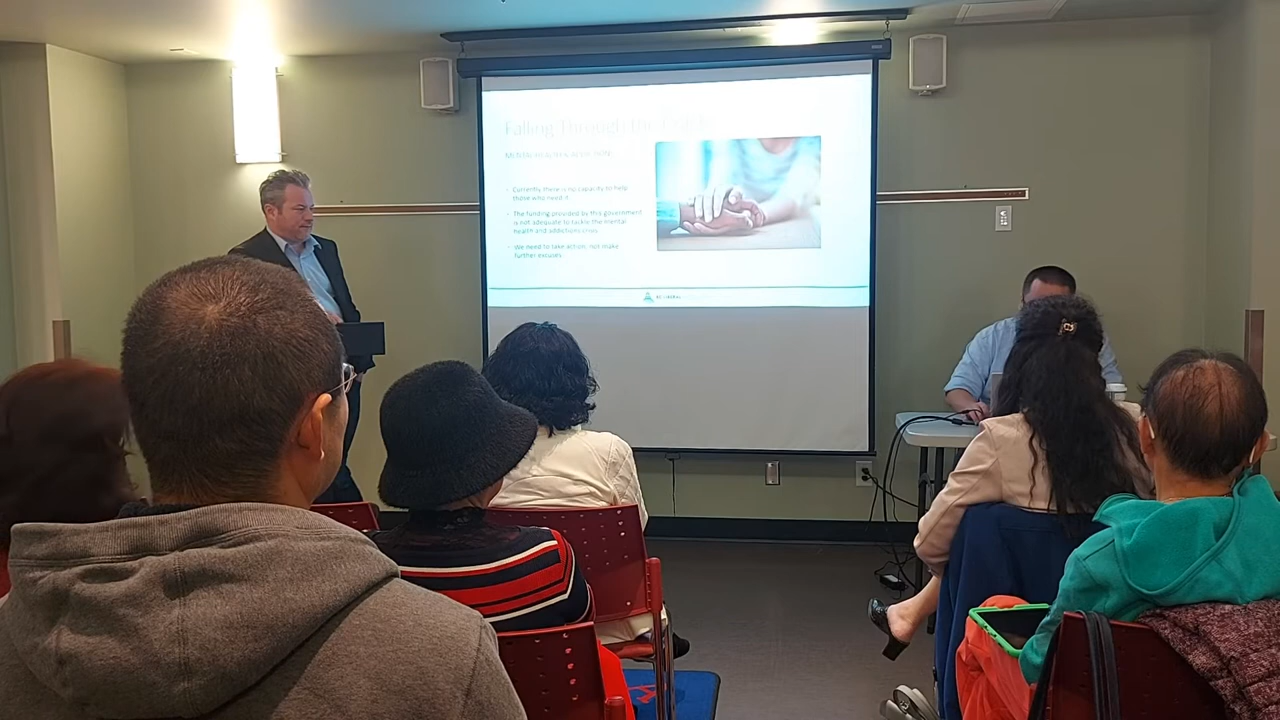 Falling Through the Cracks
MENTAL HEALTH & ADDICTIONS
- Currently there is no capacity to help
those who need it
- The funding provided by this government
is not adequate to tackle the mental
health and addictions crisis
- We need to take action, not make
further excuses
BC LIBERAL